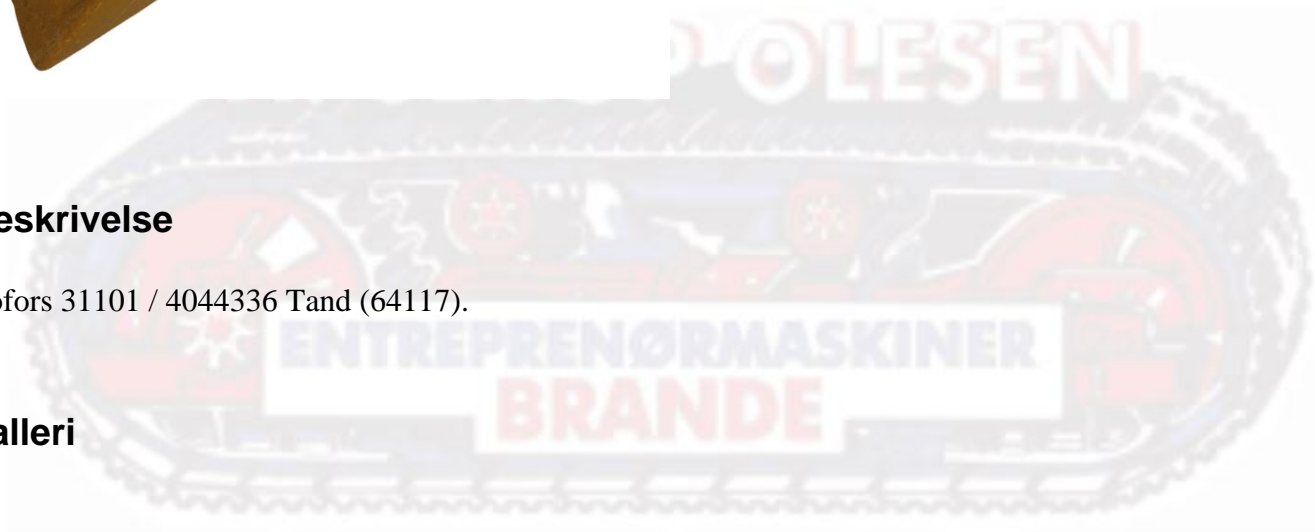 P OLESEN
eskrivelse
ofors 31101 / 4044336 Tand (64117).
ENTREPRENØRMASKINER
BRANDE
alleri